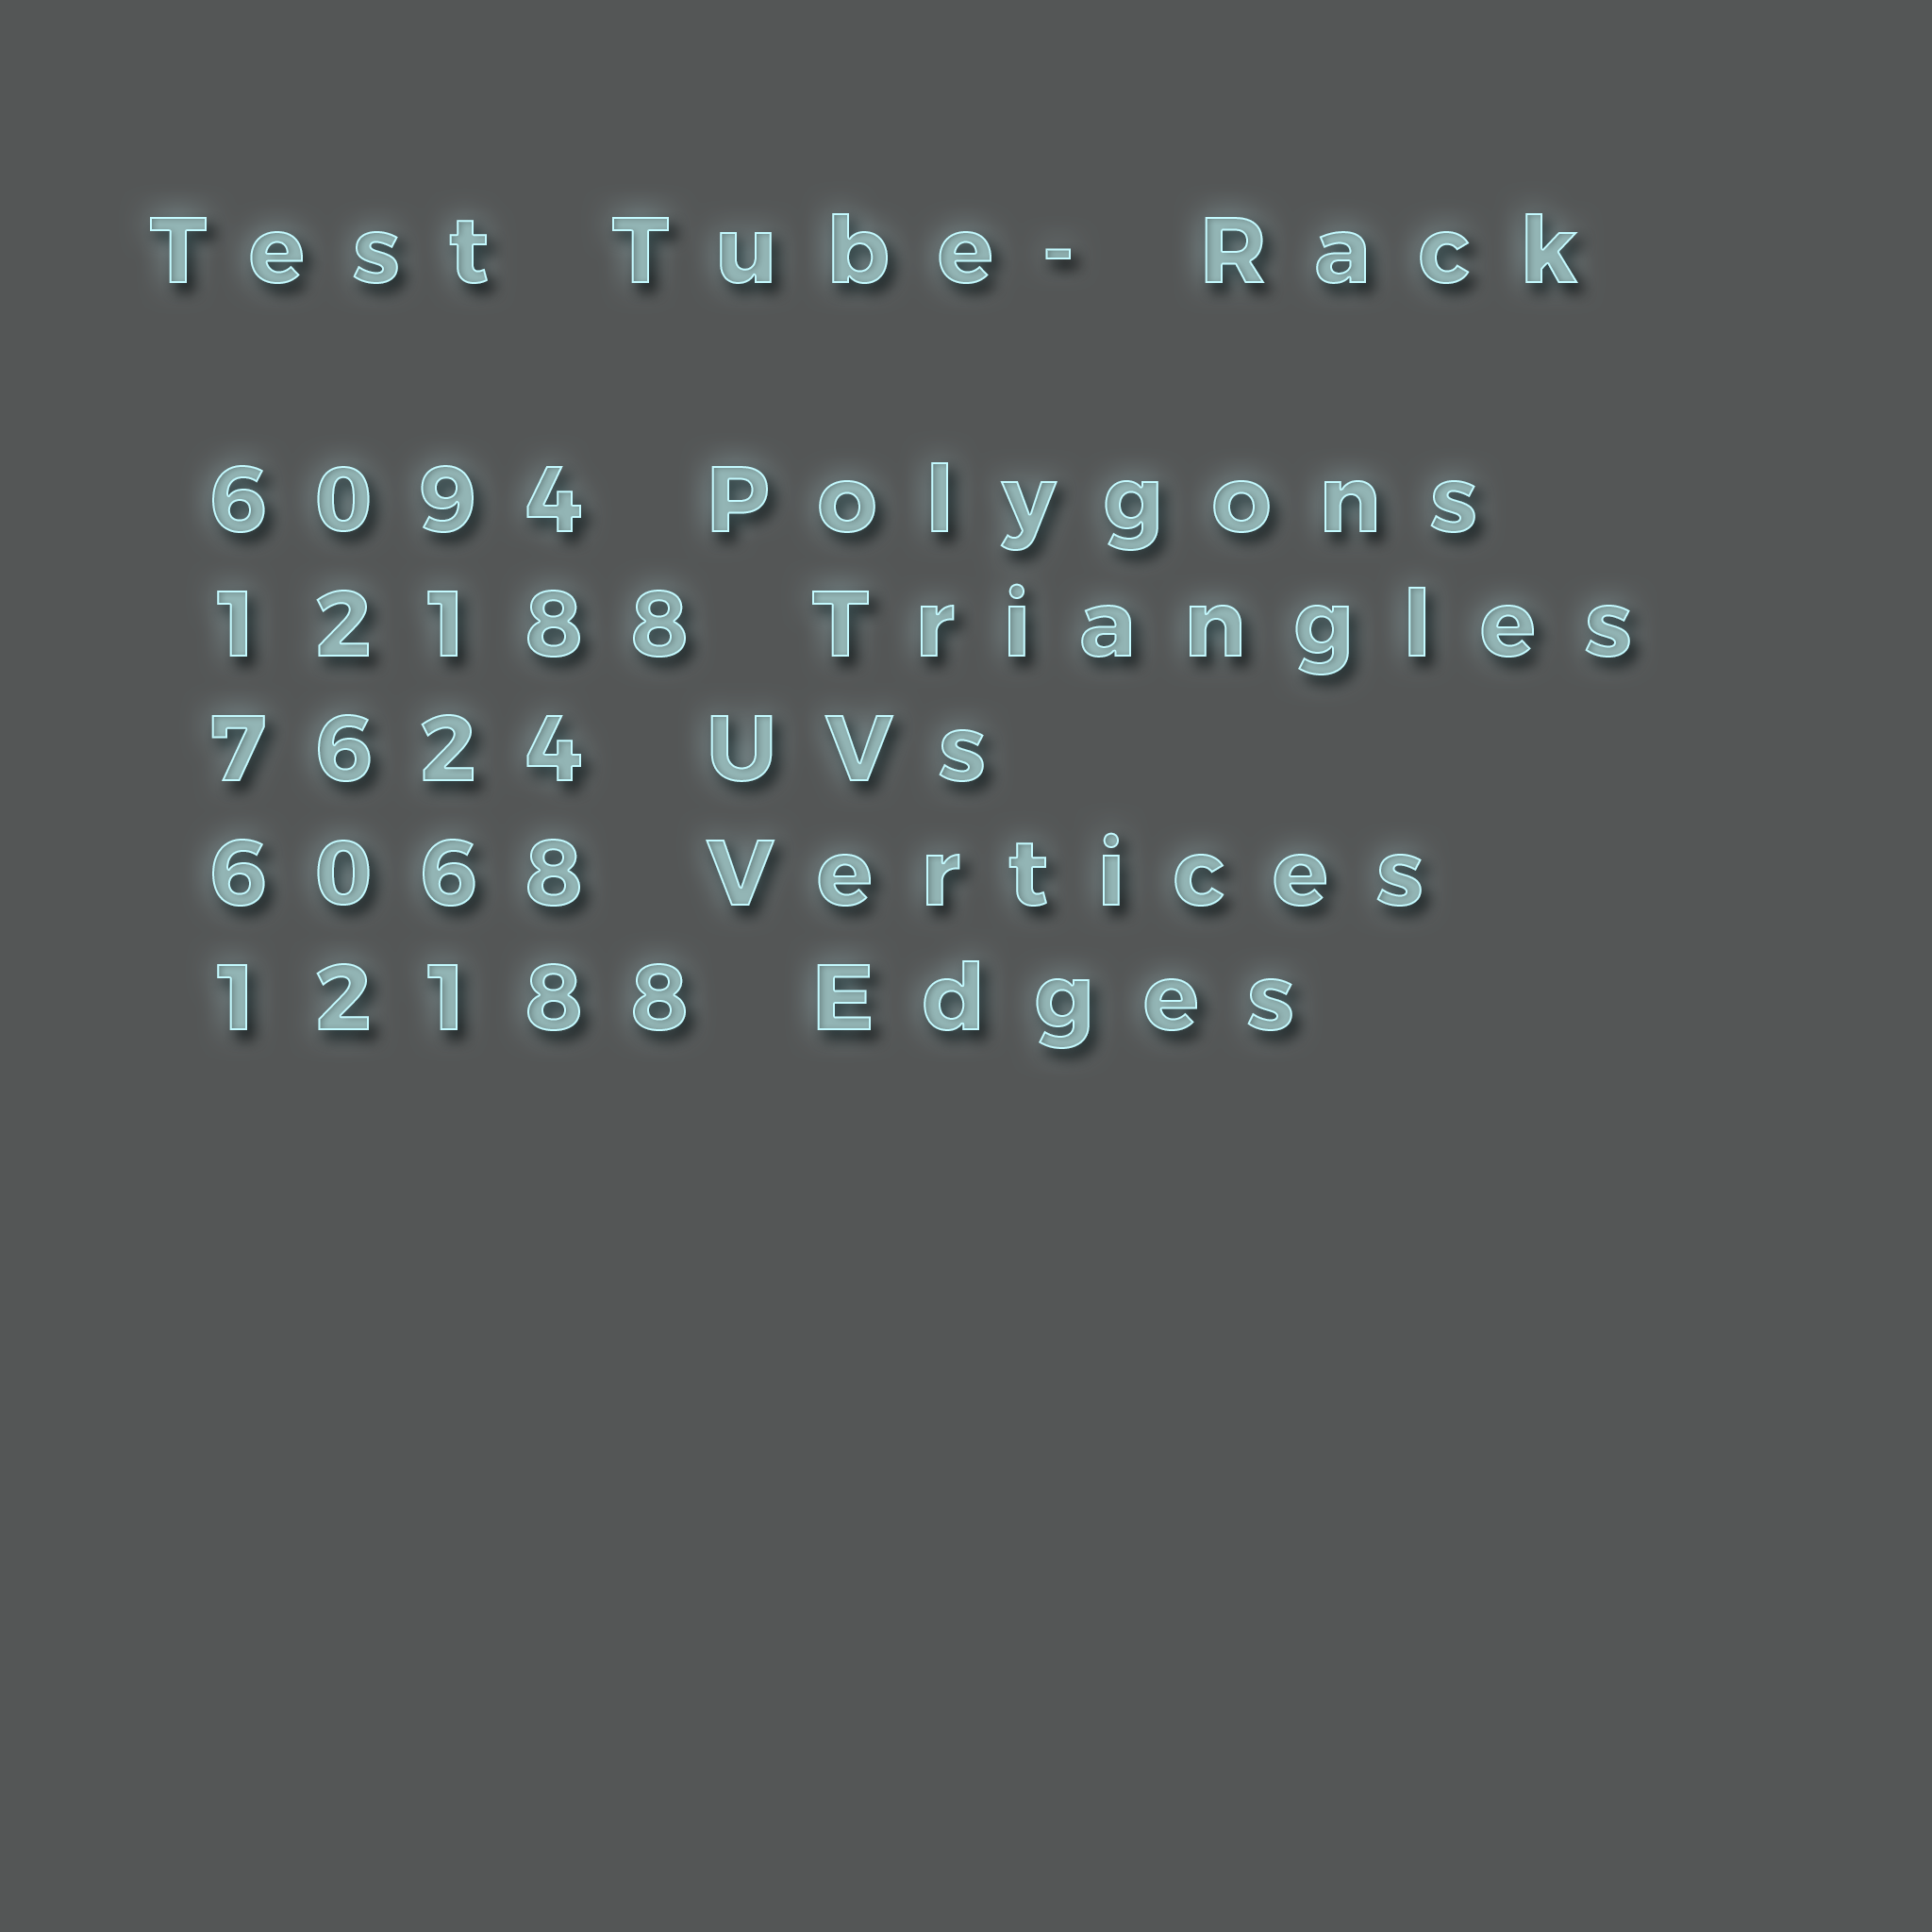 Test Tube- Rack
6094 Polygons
12188 Triangles
7624 UVs
6068 Vertices
12188 Edges